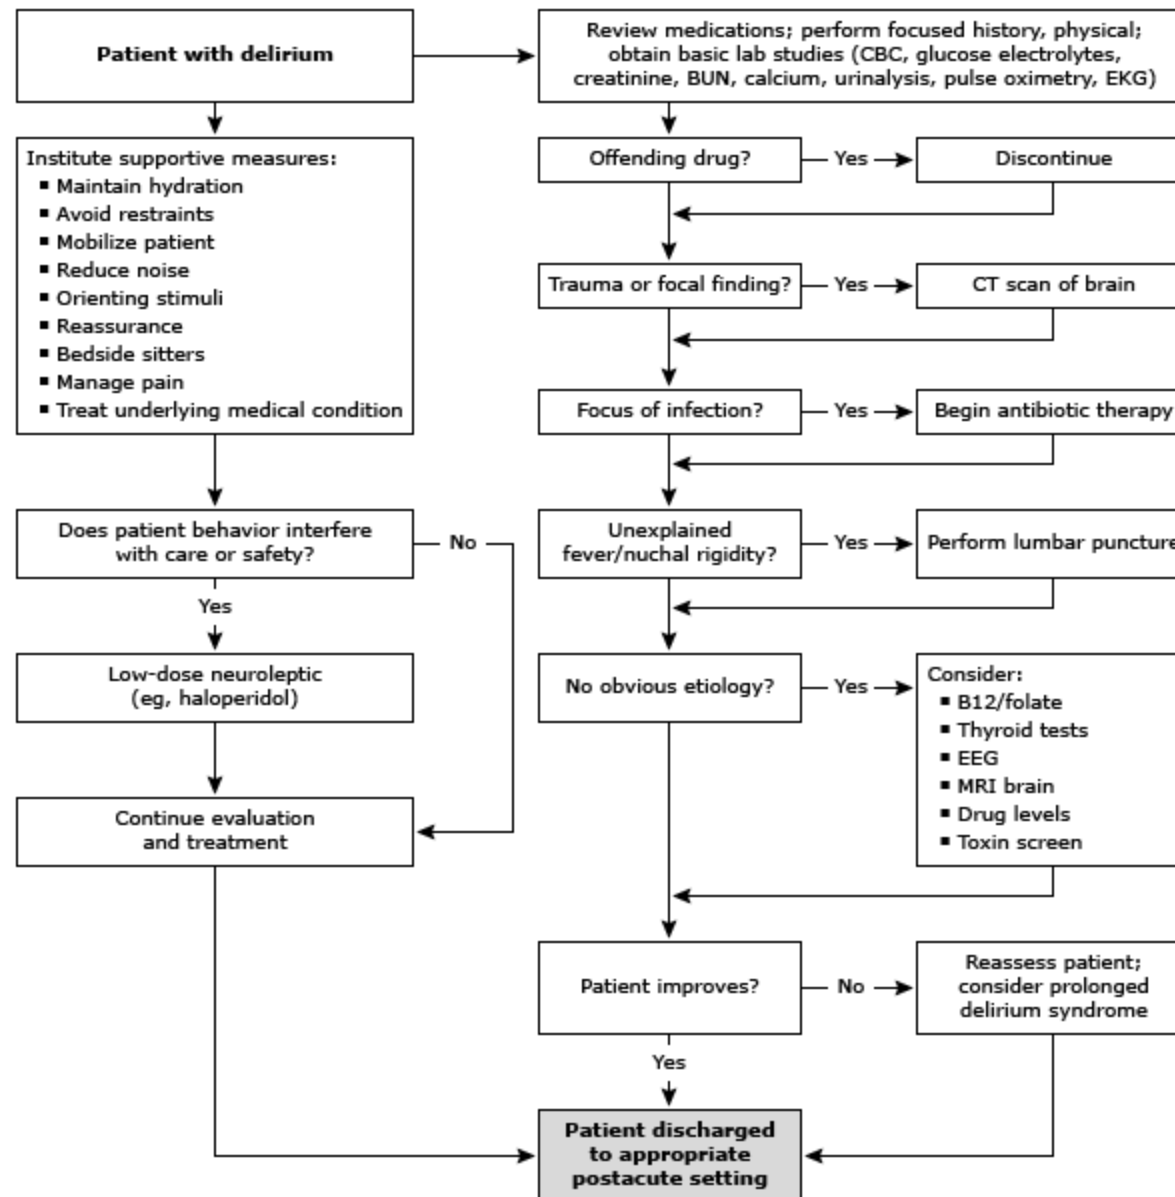 Patient with delirium
Review medications; perform focused history, physical;
obtain basic lab studies (CBC, glucose electrolytes,
creatinine, BUN, calcium, urinalysis, pulse oximetry, EKG)
Institute supportive measures:
▪ Maintain hydration
▪ Avoid restraints
▪ Mobilize patient
▪ Reduce noise
▪ Orienting stimuli
▪ Reassurance
▪ Bedside sitters
▪ Manage pain
▪ Treat underlying medical condition
Does patient behavior interfere
with care or safety?
No
Yes
Low-dose neuroleptic
(eg, haloperidol)
Continue evaluation
and treatment
Offending drug?
Yes
Discontinue
Trauma or focal finding?
Yes
CT scan of brain
Focus of infection?
Yes
Begin antibiotic therapy
Unexplained
fever/nuchal rigidity?
Yes
Perform lumbar puncture
No obvious etiology?
Yes
Consider:
▪ B12/folate
▪ Thyroid tests
▪ EEG
▪ MRI brain
▪ Drug levels
▪ Toxin screen
Patient improves?
No
Reassess patient;
consider prolonged
delirium syndrome
Yes
Patient discharged
to appropriate
postacute setting